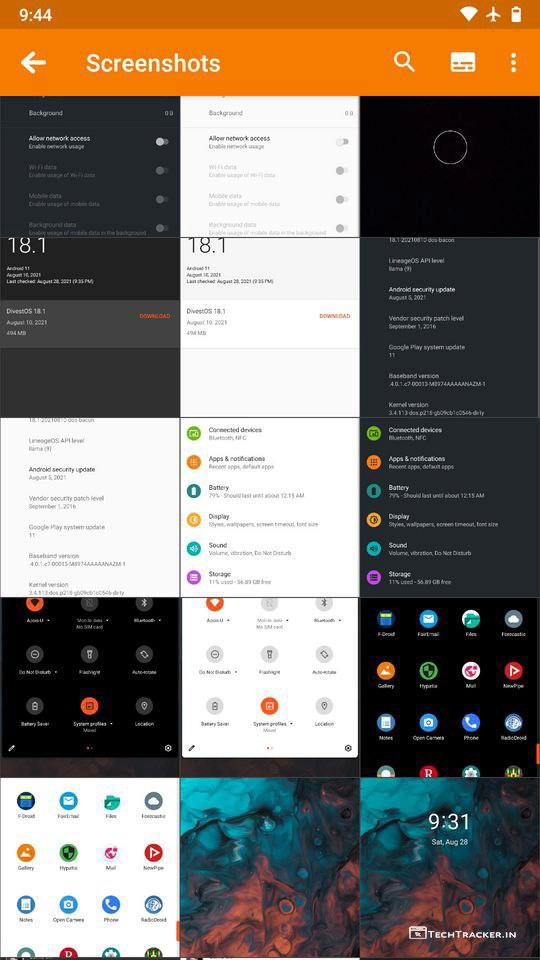 9:44
Screenshots
Background
0 B
Allow network access
Enable network usage
Wi-Fi data
Enable usage of Wi-Fi data
Mobile data
Enable usage of mobile data
Background data
Enable usage of mobile data in the background
Background
0 B
Allow network access
Enable network usage
Wi-Fi data
Enable usage of Wi-Fi data
Mobile data
Enable usage of mobile data
Background data
Enable usage of mobile data in the background
18.1
Android 11
August 10, 2021
Last checked: August 28, 2021 (9:35 PM)
DivestOS 18.1
August 10, 2021
494 MB
DOWNLOAD
18.1
Android 11
August 10, 2021
Last checked: August 28, 2021 (9:35 PM)
DivestOS 18.1
August 10, 2021
494 MB
DOWNLOAD
18.1-20210810-dos-bacon
LineageOS API level
llama (9)
Android security update
August 5, 2021
Vendor security patch level
September 1, 2016
Google Play system update
11
Baseband version
.4.0.1.c7-00013-M8974AAAAANAZM-1
Kernel version
3.4.113-dos.p218-gb09cb1c0546-dirty
18.1-20210810-dos-bacon
LineageOS API level
llama (9)
Android security update
August 5, 2021
Vendor security patch level
September 1, 2016
Google Play system update
11
Baseband version
.4.0.1.c7-00013-M8974AAAAANAZM-1
Kernel version
3.4.113-dos.p218-gb09cb1c0546-dirty
Connected devices
Bluetooth, NFC
Apps & notifications
Recent apps, default apps
Battery
79% - Should last until about 12:15 AM
Display
Styles, wallpapers, screen timeout, font size
Sound
Volume, vibration, Do Not Disturb
Storage
11% used - 56.89 GB free
Connected devices
Bluetooth, NFC
Apps & notifications
Recent apps, default apps
Battery
79% - Should last until about 12:15 AM
Display
Styles, wallpapers, screen timeout, font size
Sound
Volume, vibration, Do Not Disturb
Storage
11% used - 56.89 GB free
Mobile data
Bluetooth
No SIM card
Do Not Disturb
Flashlight
Auto-rotate
Battery Saver
System profiles
Location
Mixed
Mobile data
Bluetooth
No SIM card
Do Not Disturb
Flashlight
Auto-rotate
Battery Saver
System profiles
Location
Mixed
F-Droid
FairEmail
Files
Forecastie
Gallery
Hypatia
Mail
NewPipe
Notes
Open Camera
Phone
RadioDroid
F-Droid
FairEmail
Files
Forecastie
Gallery
Hypatia
Mail
NewPipe
Notes
Open Camera
Phone
RadioDroid
9:31
Sat, Aug 28
TECHTRACKER.IN